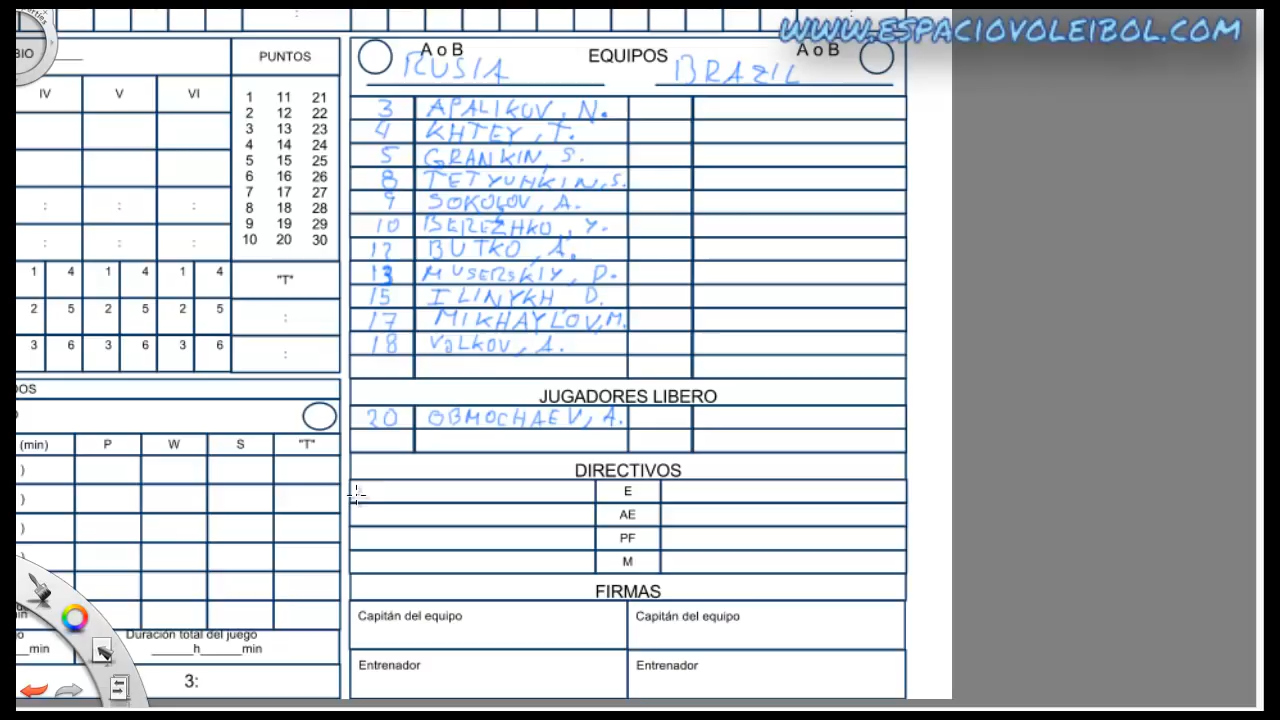 WWW.ESPACIOVOLEIBOL.COM
BIO
PUNTOS
A o B EQUIPOS A o B
RUSIA BRAZIL
IV V VI
1 11 21
2 12 22
3 13 23
4 14 24
5 15 25
6 16 26
7 17 27
8 18 28
9 19 29
10 20 30
: : :
: : :
1 4 1 4 1 4 "T"
2 5 2 5 2 5 :
3 6 3 6 3 6 :
3 APALIKOV, N.
4 KHTEY, T.
5 GRANKIN, S.
8 TETYUHKIN, S.
9 SOKOLOV, A.
10 BEREZHKO, Y.
12 BUTKO, A.
13 MUSERSKIY, D.
15 ILINYKH D.
17 MIKHAYLOV, M.
18 VOLKOV, A.
DOS
JUGADORES LIBERO
20 OBMOCHAEV, A.
(min) P W S "T"
)
)
)
)
DIRECTIVOS
E
AE
PF
M
FIRMAS
Capitán del equipo Capitán del equipo
Entrenador Entrenador
Duración total del juego
___min ______h______min
3: